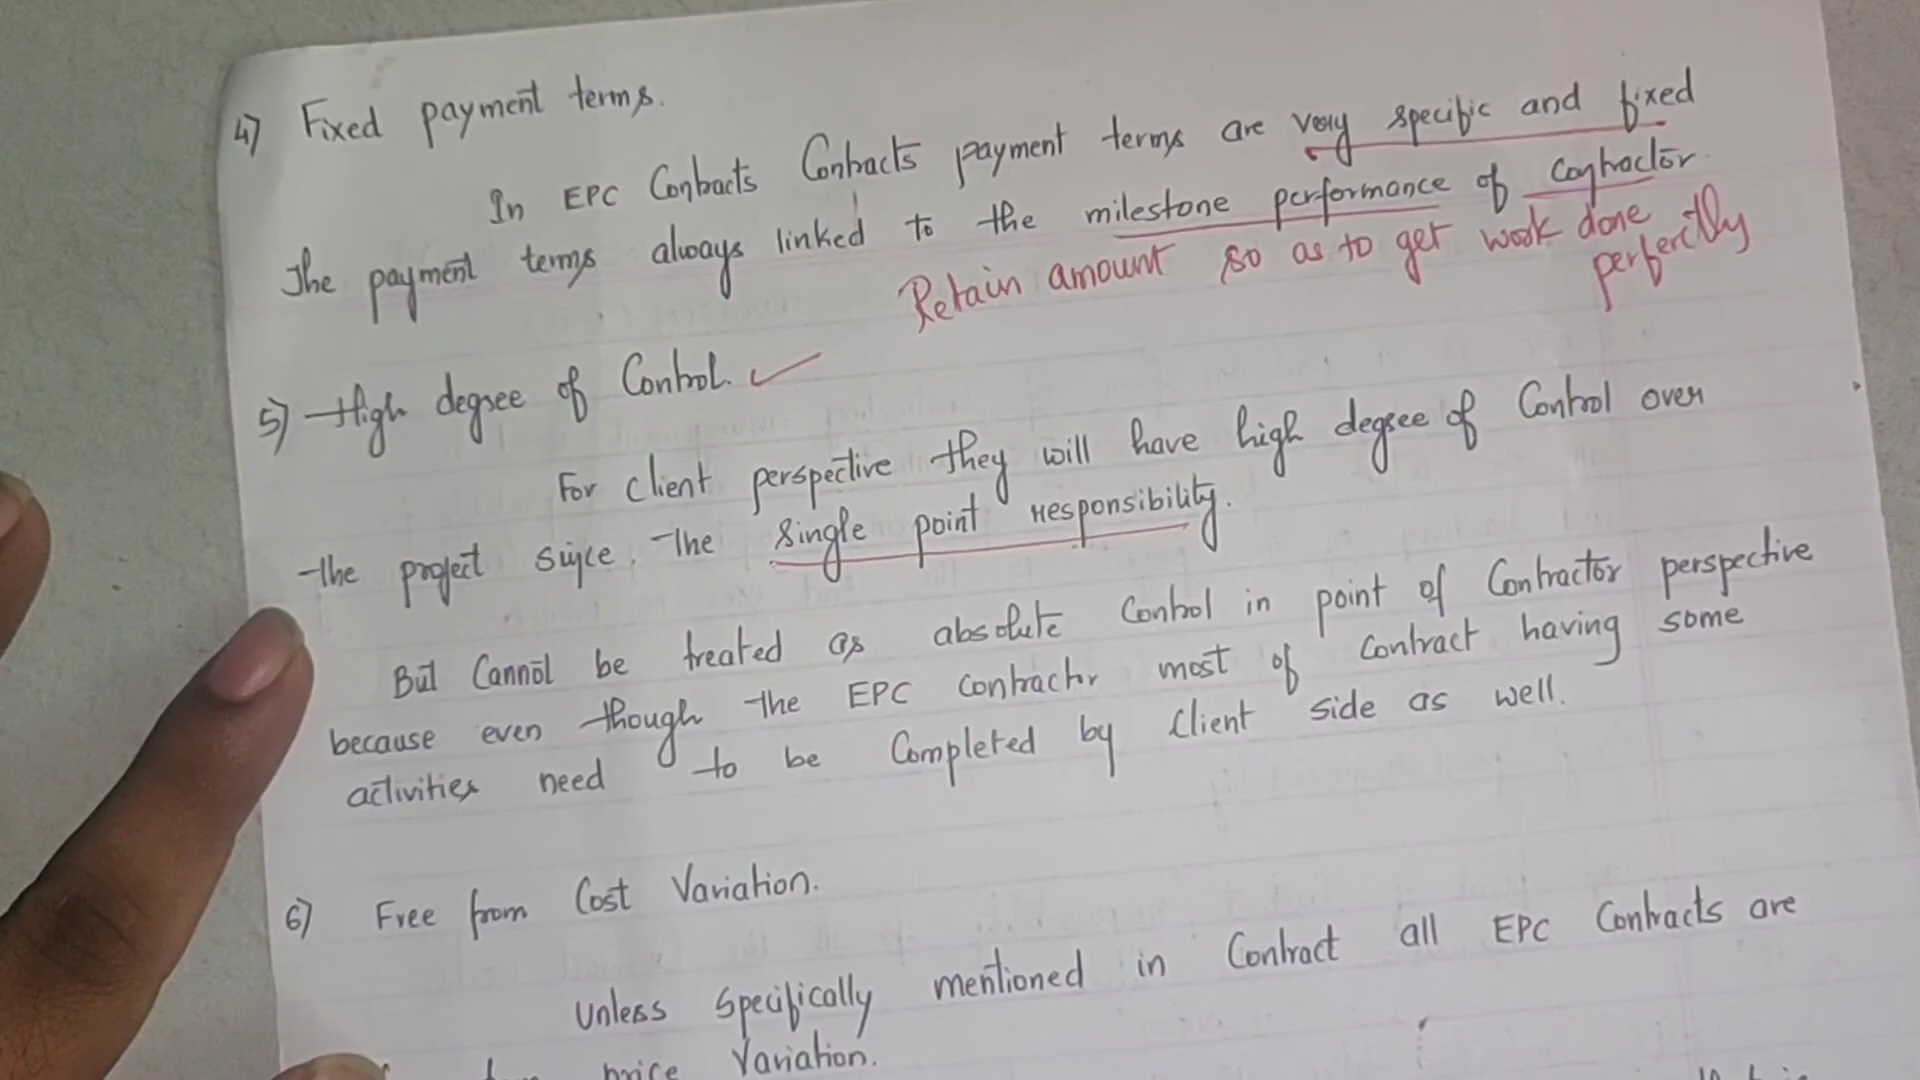 4) Fixed payment terms.
In EPC Contracts Contracts payment terms are very specific and fixed
The payment terms always linked to the milestone performance of contractor.
Retain amount so as to get work done
perfectly
5) High degree of Control.
For client perspective they will have high degree of Control over
the project since, the single point responsibility.
But Cannot be treated as absolute Control in point of Contractor perspective
because even though the EPC contractor most of contract having some
activities need to be Completed by client side as well.
6) Free from Cost Variation.
Unless specifically mentioned in Contract all EPC Contracts are
price Variation.